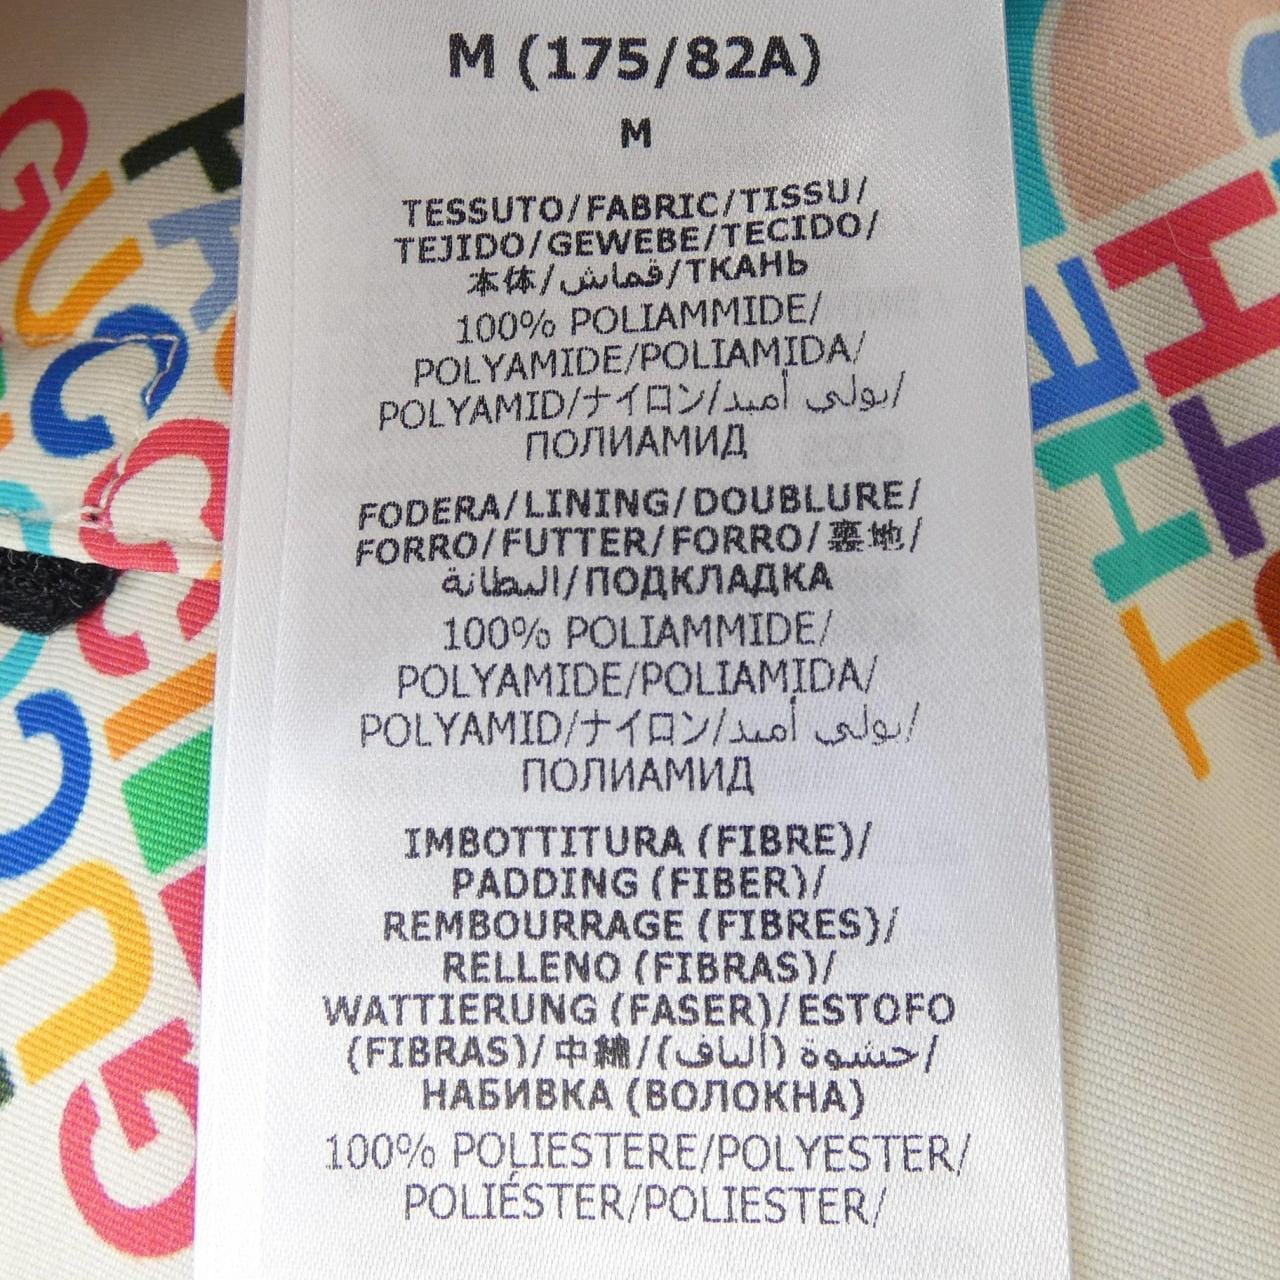 M (175/82A)
M
TESSUTO/FABRIC/TISSU/
TEJIDO/GEWEBE/TECIDO/
本体/قماش/ТКАНЬ
100% POLIAMMIDE/
POLYAMIDE/POLIAMIDA/
POLYAMID/ナイロン/بولي أميد/
ПОЛИАМИД
FODERA/LINING/DOUBLURE/
FORRO/FUTTER/FORRO/裏地/
البطانة/ПОДКЛАДКА
100% POLIAMMIDE/
POLYAMIDE/POLIAMIDA/
POLYAMID/ナイロン/بولي أميد/
ПОЛИАМИД
IMBOTTITURA (FIBRE)/
PADDING (FIBER)/
REMBOURRAGE (FIBRES)/
RELLENO (FIBRAS)/
WATTIERUNG (FASER)/ESTOFO
(FIBRAS)/中綿/حشوة (ألياف)/
НАБИВКА (ВОЛОКНА)
100% POLIESTERE/POLYESTER/
POLIÉSTER/POLIESTER/
GUCCI
THE